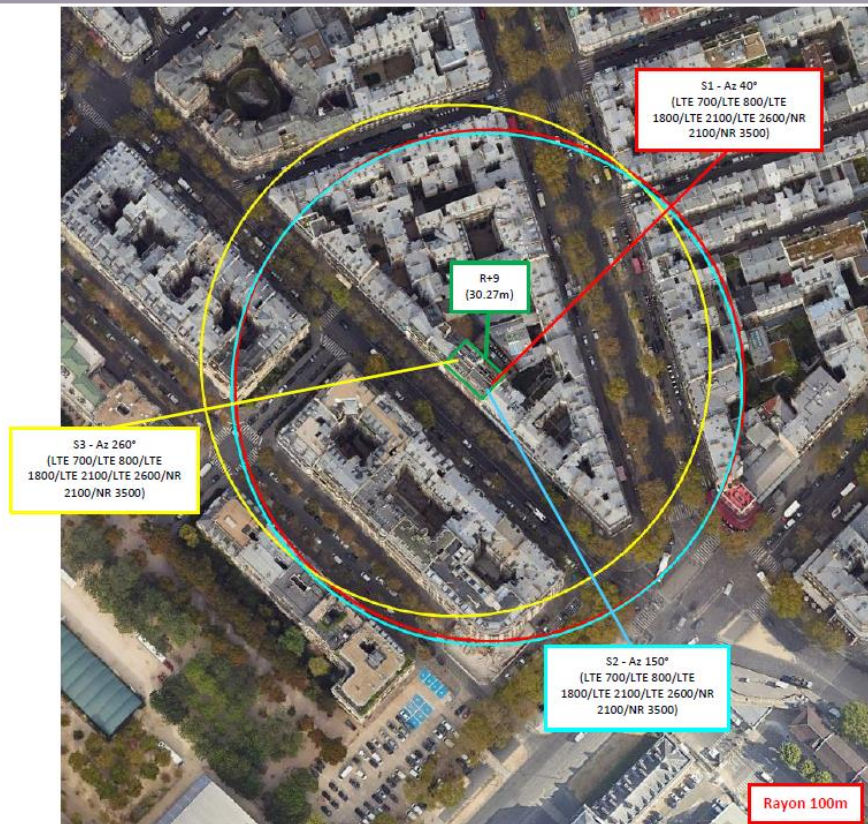 S1 - Az 40°
(LTE 700/LTE 800/LTE
1800/LTE 2100/LTE 2600/NR
2100/NR 3500)
R+9
(30.27m)
S3 - Az 260°
(LTE 700/LTE 800/LTE
1800/LTE 2100/LTE 2600/NR
2100/NR 3500)
S2 - Az 150°
(LTE 700/LTE 800/LTE
1800/LTE 2100/LTE 2600/NR
2100/NR 3500)
Rayon 100m